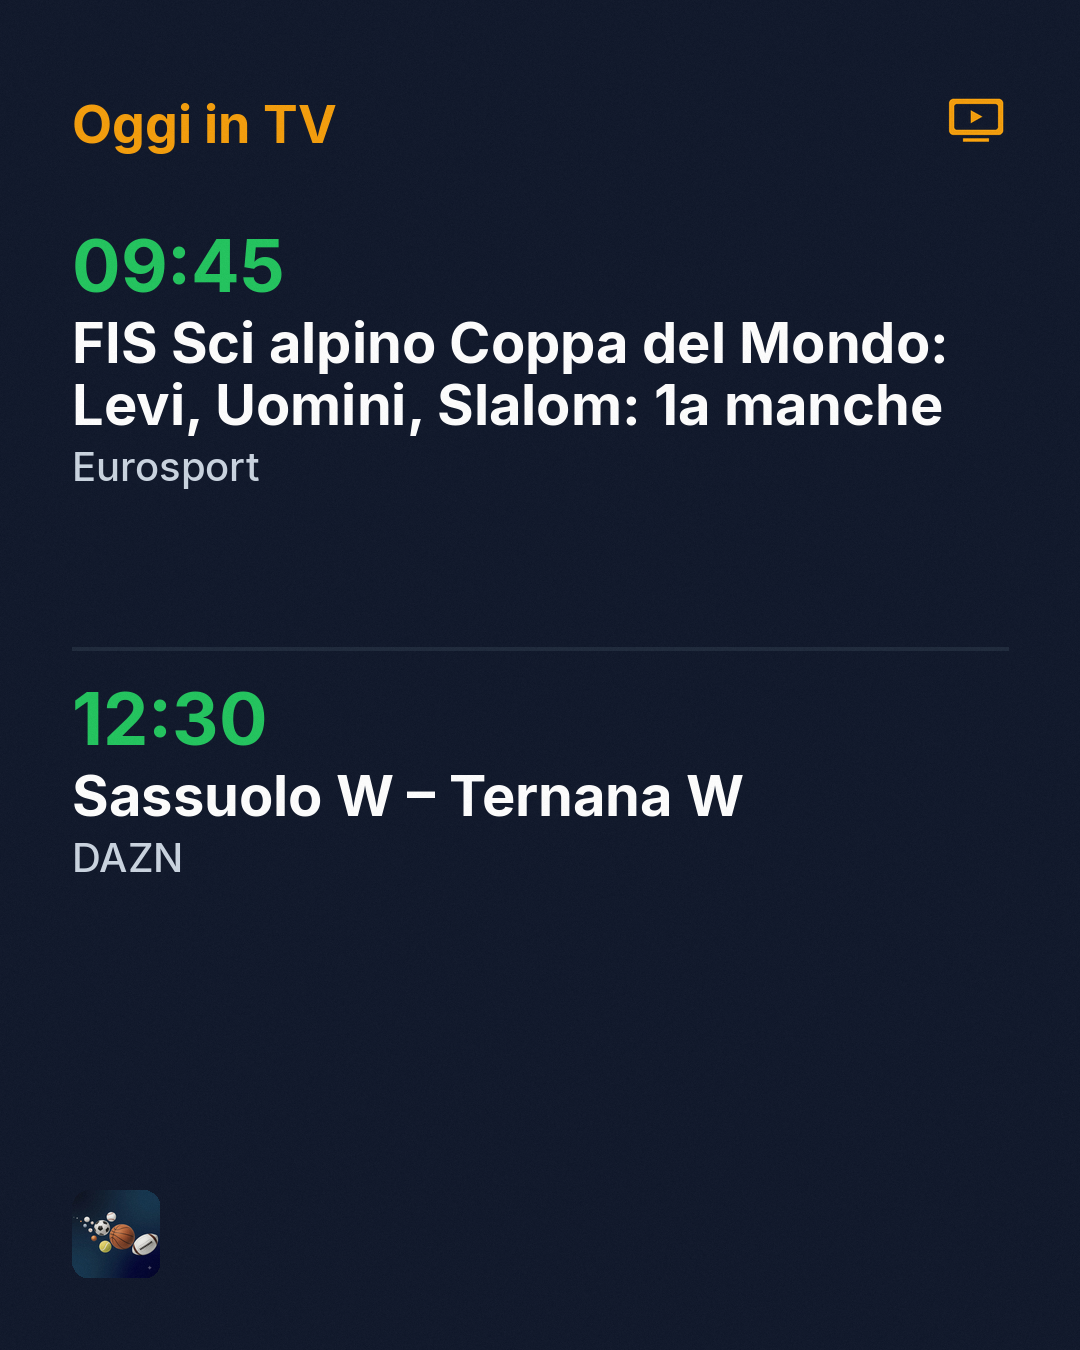 Oggi in TV
09:45
FIS Sci alpino Coppa del Mondo:
Levi, Uomini, Slalom: 1a manche
Eurosport
12:30
Sassuolo W – Ternana W
DAZN